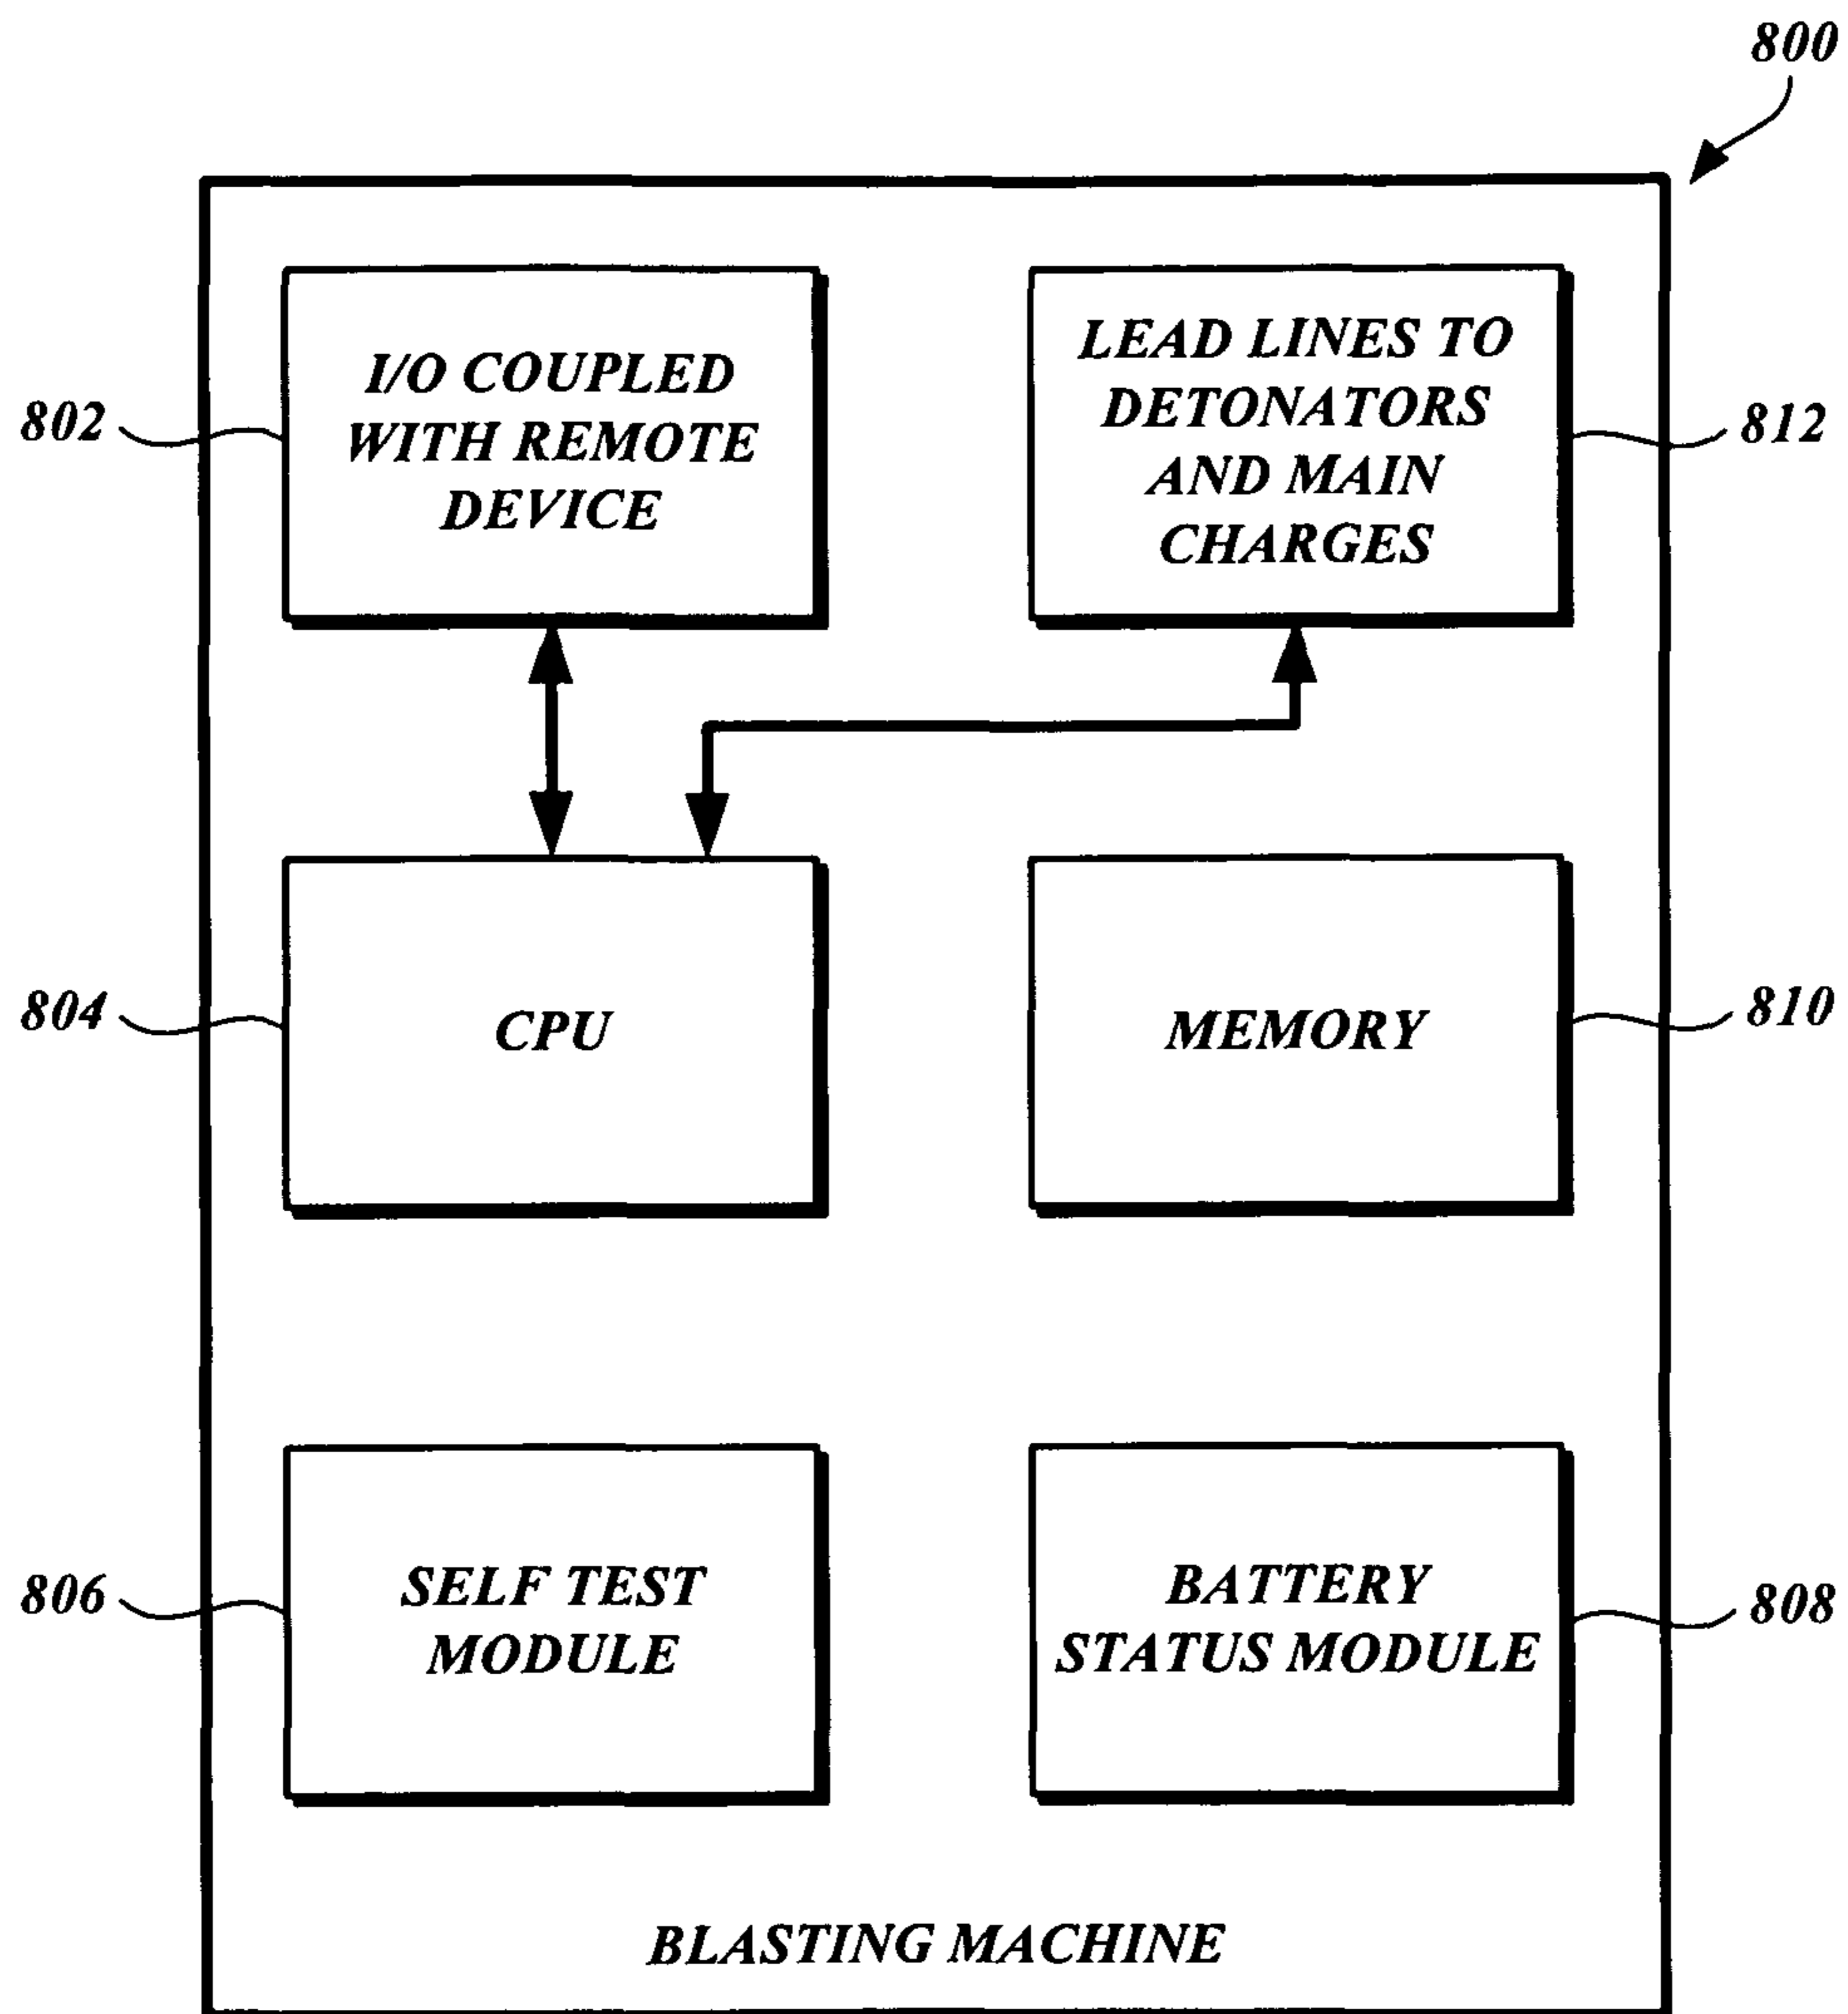 800
I/O COUPLED
WITH REMOTE
DEVICE
802
LEAD LINES TO
DETONATORS
AND MAIN
CHARGES
812
CPU
804
MEMORY
810
SELF TEST
MODULE
806
BATTERY
STATUS MODULE
808
BLASTING MACHINE